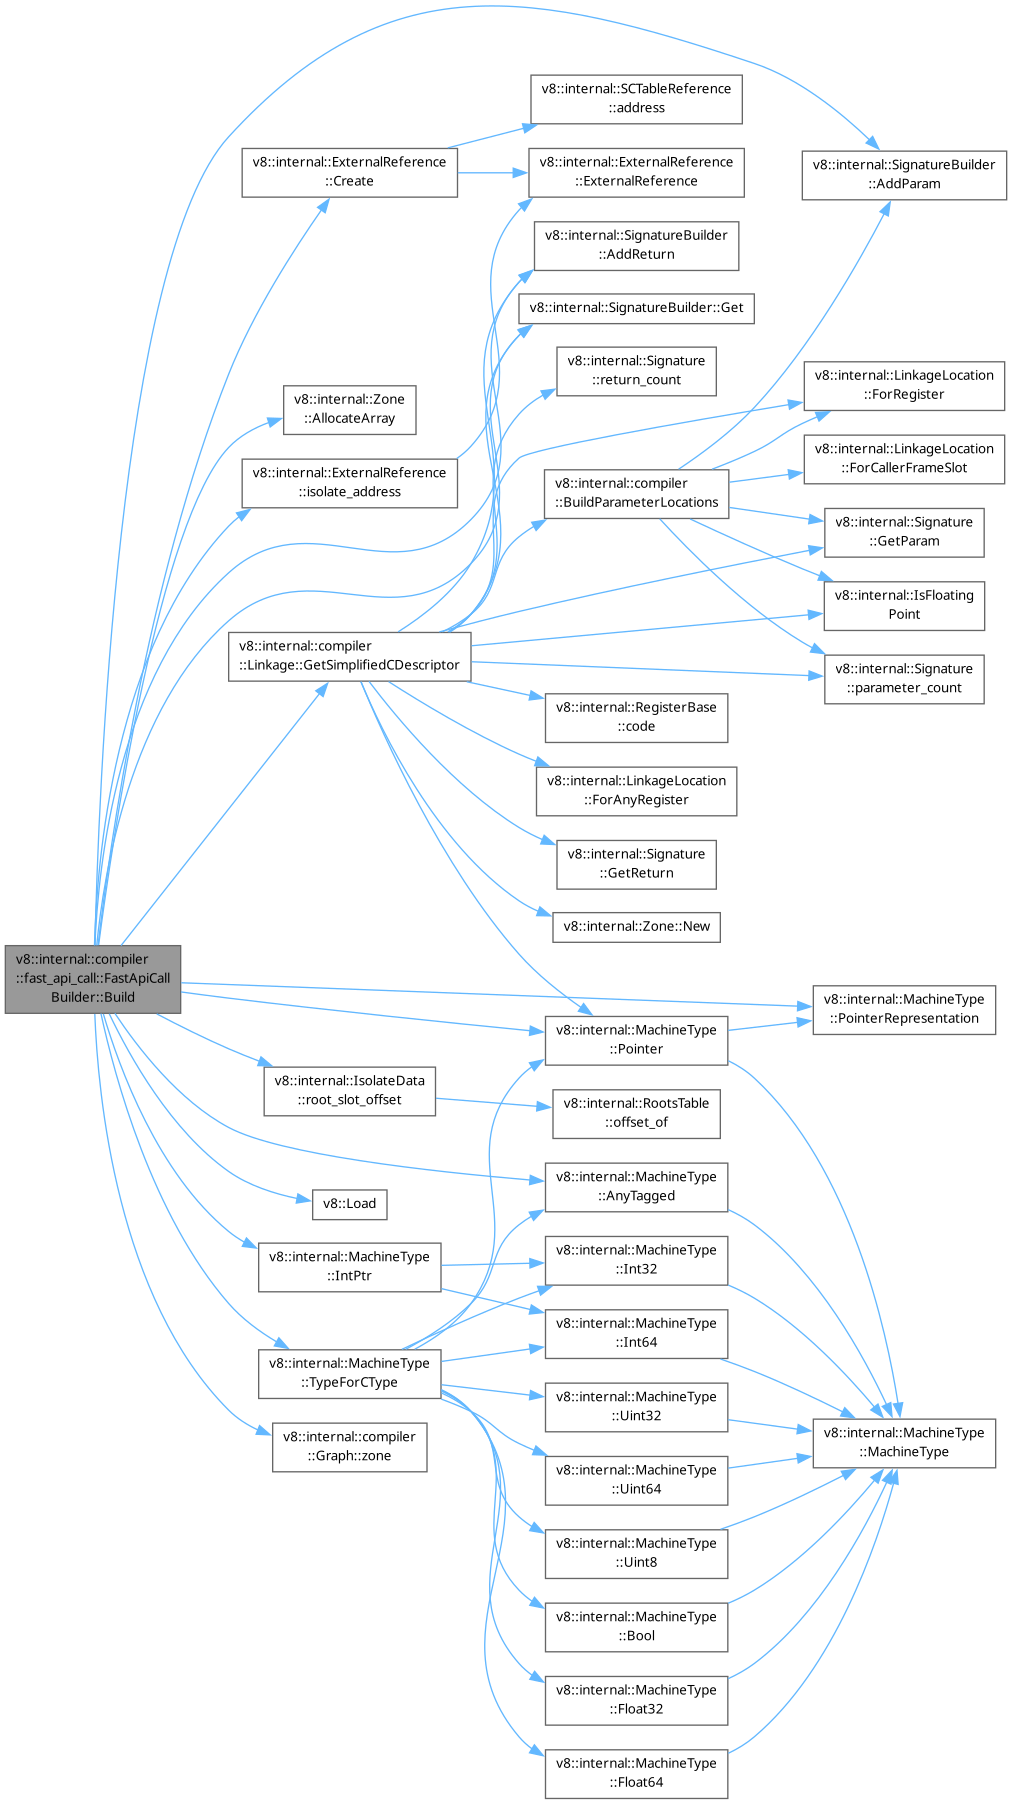 v8::internal::SCTableReference
::address
v8::internal::ExternalReference
::Create
v8::internal::ExternalReference
::ExternalReference
v8::internal::SignatureBuilder
::AddParam
v8::internal::SignatureBuilder
::AddReturn
v8::internal::SignatureBuilder::Get
v8::internal::Signature
::return_count
v8::internal::LinkageLocation
::ForRegister
v8::internal::Zone
::AllocateArray
v8::internal::LinkageLocation
::ForCallerFrameSlot
v8::internal::ExternalReference
::isolate_address
v8::internal::compiler
::BuildParameterLocations
v8::internal::Signature
::GetParam
v8::internal::IsFloating
Point
v8::internal::compiler
::Linkage::GetSimplifiedCDescriptor
v8::internal::Signature
::parameter_count
v8::internal::RegisterBase
::code
v8::internal::LinkageLocation
::ForAnyRegister
v8::internal::Signature
::GetReturn
v8::internal::Zone::New
v8::internal::compiler
::fast_api_call::FastApiCall
Builder::Build
v8::internal::MachineType
::PointerRepresentation
v8::internal::MachineType
::Pointer
v8::internal::IsolateData
::root_slot_offset
v8::internal::RootsTable
::offset_of
v8::internal::MachineType
::AnyTagged
v8::Load
v8::internal::MachineType
::IntPtr
v8::internal::MachineType
::Int32
v8::internal::MachineType
::Int64
v8::internal::MachineType
::TypeForCType
v8::internal::MachineType
::Uint32
v8::internal::compiler
::Graph::zone
v8::internal::MachineType
::MachineType
v8::internal::MachineType
::Uint64
v8::internal::MachineType
::Uint8
v8::internal::MachineType
::Bool
v8::internal::MachineType
::Float32
v8::internal::MachineType
::Float64